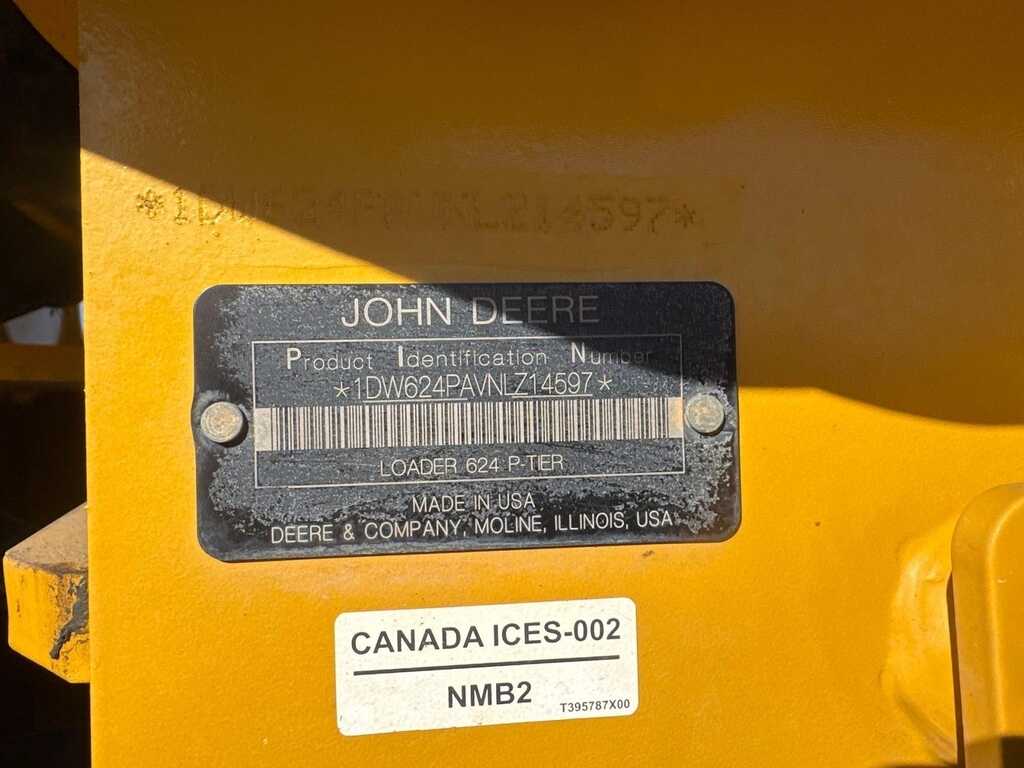 *1DW624PAVNLZ14597*
JOHN DEERE
Product Identification Number
*1DW624PAVNLZ14597*
LOADER 624 P-TIER
MADE IN USA
DEERE & COMPANY, MOLINE, ILLINOIS, USA
CANADA ICES-002
NMB2
T395787X00